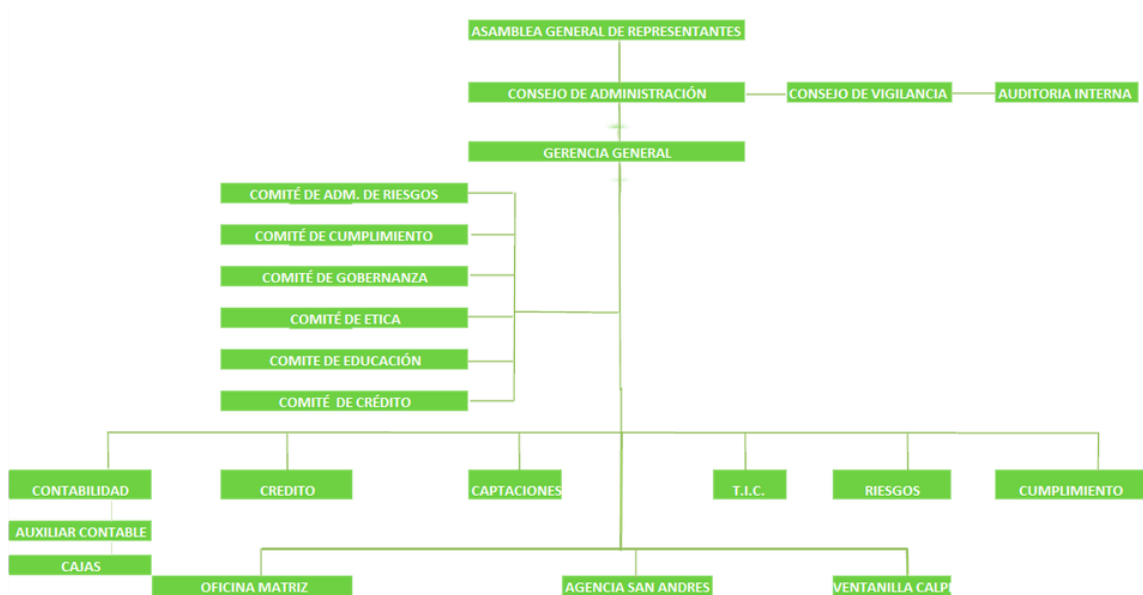 ASAMBLEA GENERAL DE REPRESENTANTES
CONSEJO DE ADMINISTRACIÓN
CONSEJO DE VIGILANCIA
AUDITORIA INTERNA
GERENCIA GENERAL
COMITÉ DE ADM. DE RIESGOS
COMITÉ DE CUMPLIMIENTO
COMITÉ DE GOBERNANZA
COMITÉ DE ETICA
COMITE DE EDUCACIÓN
COMITÉ DE CRÉDITO
CONTABILIDAD
CREDITO
CAPTACIONES
T.I.C.
RIESGOS
CUMPLIMIENTO
AUXILIAR CONTABLE
CAJAS
OFICINA MATRIZ
AGENCIA SAN ANDRES
VENTANILLA CALPI